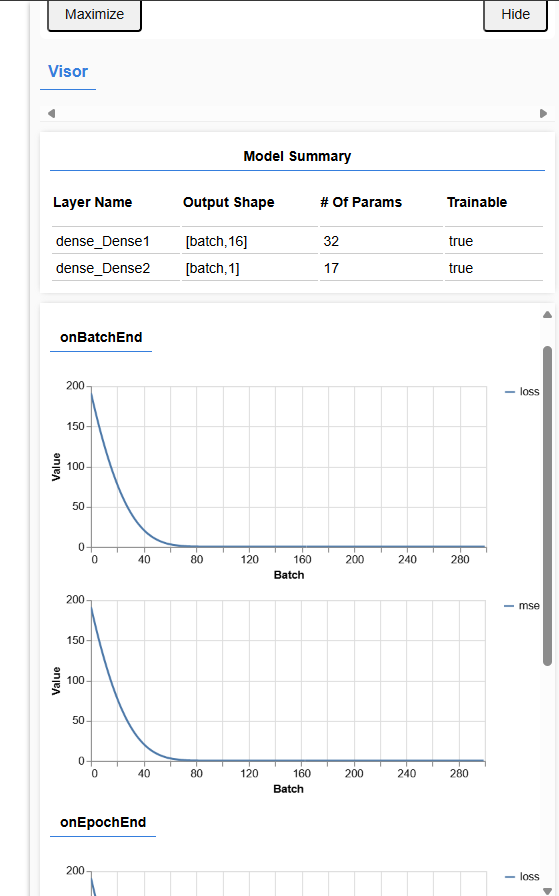 Maximize Hide
Visor
Model Summary
Layer Name Output Shape # Of Params Trainable
dense_Dense1 [batch,16] 32 true
dense_Dense2 [batch,1] 17 true
onBatchEnd
200
150
100
50
0
Value
0 40 80 120 160 200 240 280
Batch
loss
200
150
100
50
0
Value
0 40 80 120 160 200 240 280
Batch
mse
onEpochEnd
200
loss